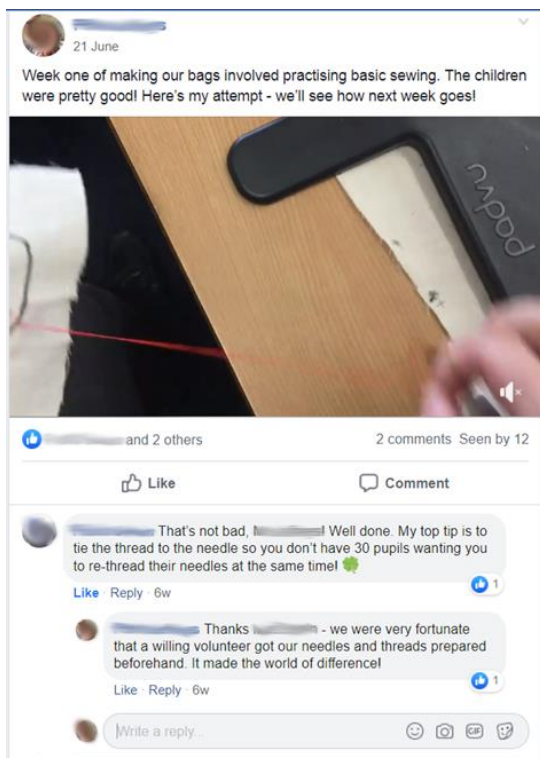 21 June
Week one of making our bags involved practising basic sewing. The children
were pretty good! Here's my attempt - we'll see how next week goes!
padvu
and 2 others
2 comments Seen by 12
Like
Comment
That's not bad, ! Well done. My top tip is to
tie the thread to the needle so you don't have 30 pupils wanting you
to re-thread their needles at the same time!
1
Like · Reply · 6w
Thanks - we were very fortunate
that a willing volunteer got our needles and threads prepared
beforehand. It made the world of difference!
1
Like · Reply · 6w
Write a reply...
GIF